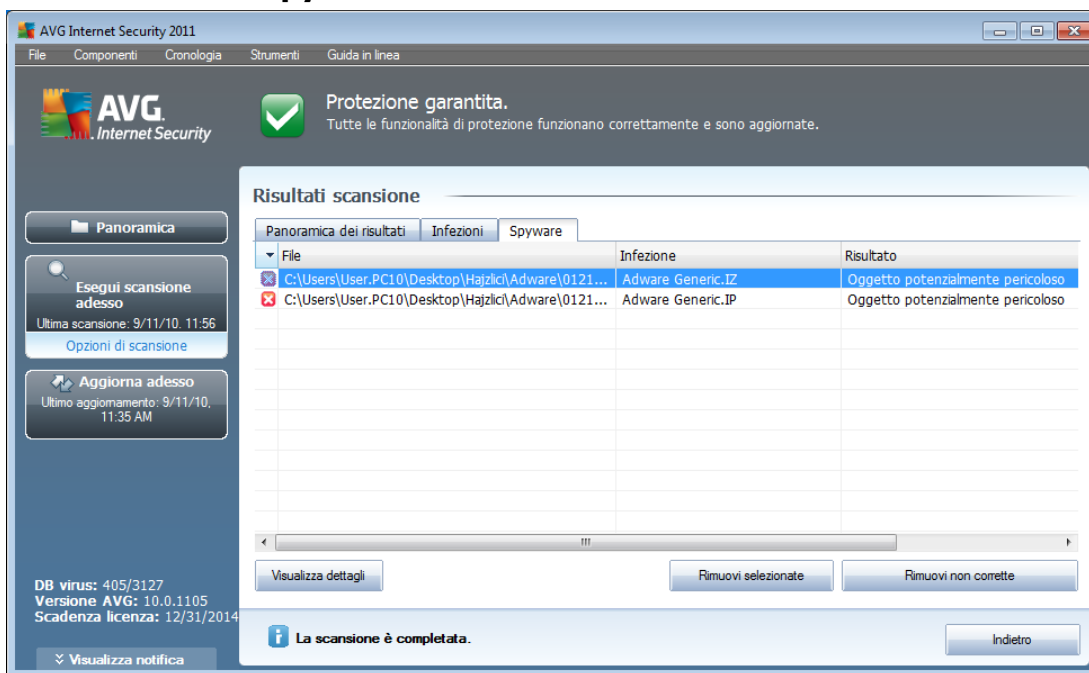 AVG Internet Security 2011
File Componenti Cronologia Strumenti Guida in linea
AVG.
Internet Security
Protezione garantita.
Tutte le funzionalità di protezione funzionano correttamente e sono aggiornate.
Panoramica
Esegui scansione
adesso
Ultima scansione: 9/11/10. 11:56
Opzioni di scansione
Aggiorna adesso
Ultimo aggiornamento: 9/11/10,
11:35 AM
DB virus: 405/3127
Versione AVG: 10.0.1105
Scadenza licenza: 12/31/2014
Visualizza notifica
Risultati scansione
Panoramica dei risultati Infezioni Spyware
File Infezione Risultato
C:\Users\User.PC10\Desktop\Hajzlici\Adware\0121... Adware Generic.IZ Oggetto potenzialmente pericoloso
C:\Users\User.PC10\Desktop\Hajzlici\Adware\0121... Adware Generic.IP Oggetto potenzialmente pericoloso
Visualizza dettagli Rimuovi selezionate Rimuovi non corrette
La scansione è completata.
Indietro